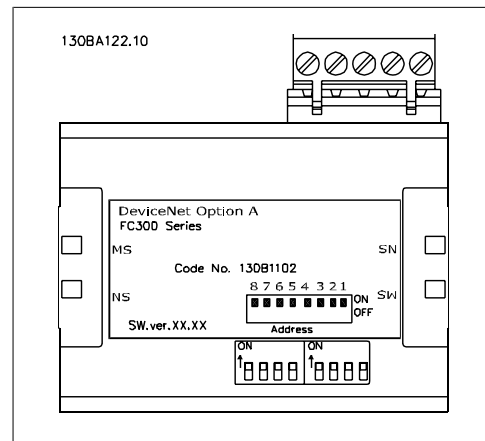 130BA122.10
DeviceNet Option A
FC300 Series
MS
SN
Code No. 130B1102
NS
8 7 6 5 4 3 2 1
ON
OFF
SW
SW.ver.XX.XX
Address
ON
ON